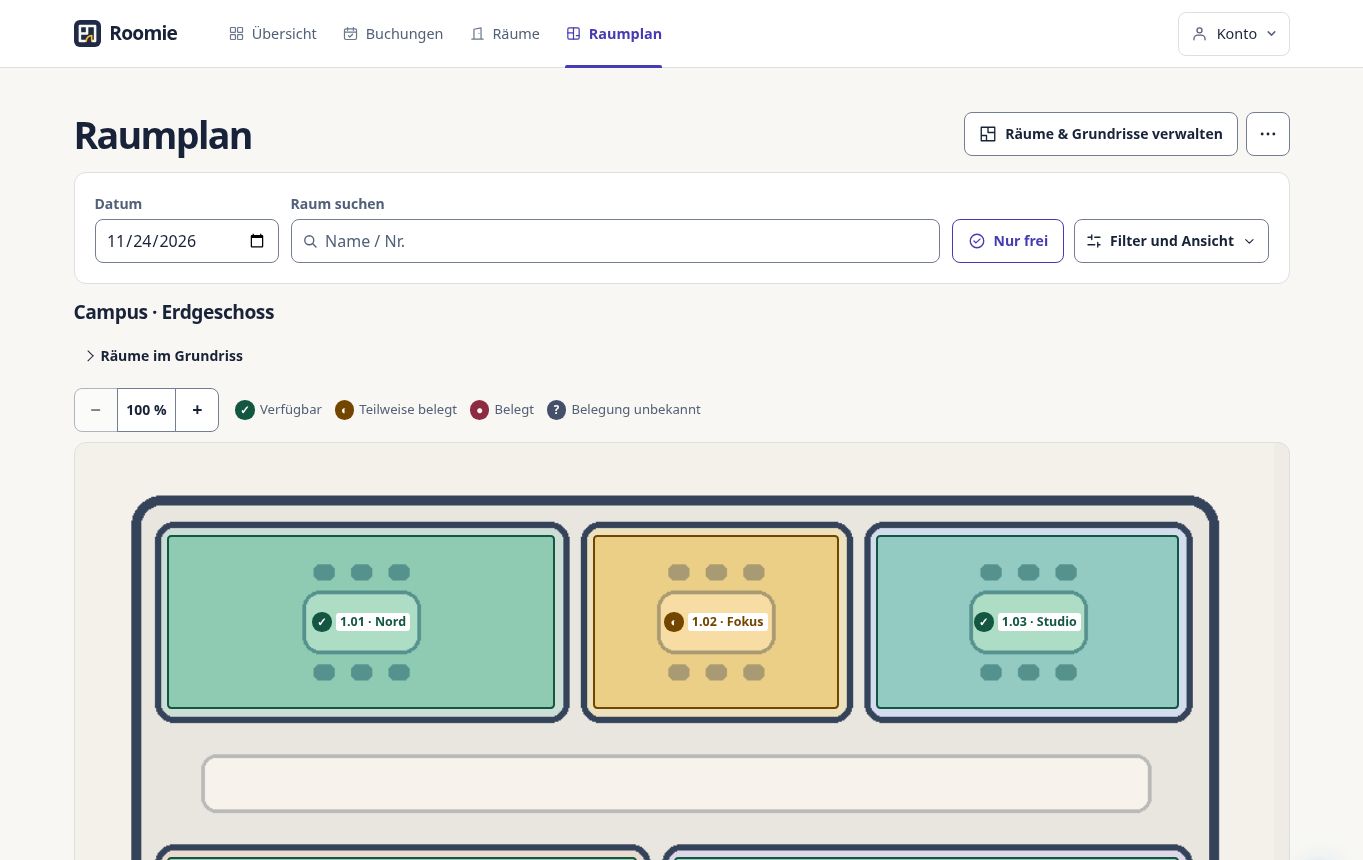 Roomie
Übersicht
Buchungen
Räume
Raumplan
Konto
Raumplan
Räume & Grundrisse verwalten
Datum
Raum suchen
11/24/2026
Name / Nr.
Nur frei
Filter und Ansicht
Campus · Erdgeschoss
Räume im Grundriss
− 100 % +
Verfügbar
Teilweise belegt
Belegt
? Belegung unbekannt
1.01 · Nord
1.02 · Fokus
1.03 · Studio